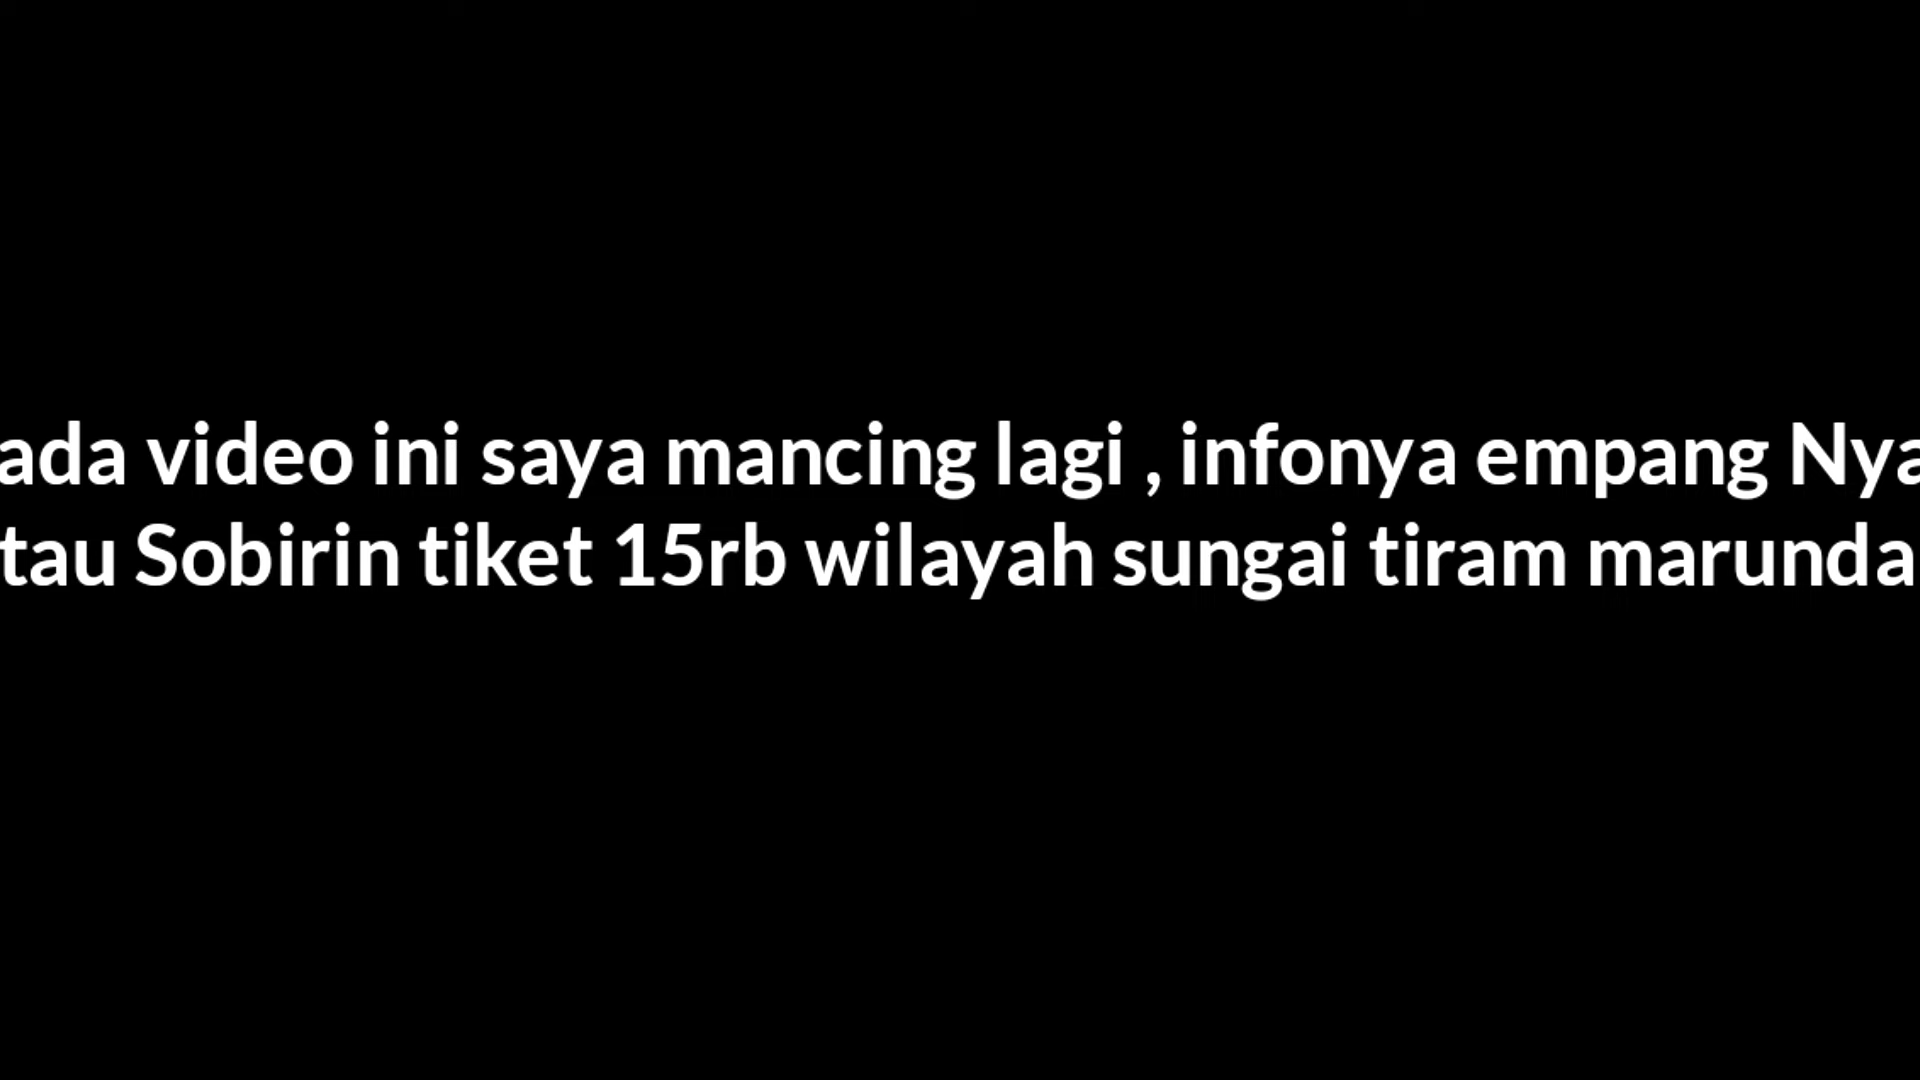 ada video ini saya mancing lagi , infonya empang Nya
tau Sobirin tiket 15rb wilayah sungai tiram marunda